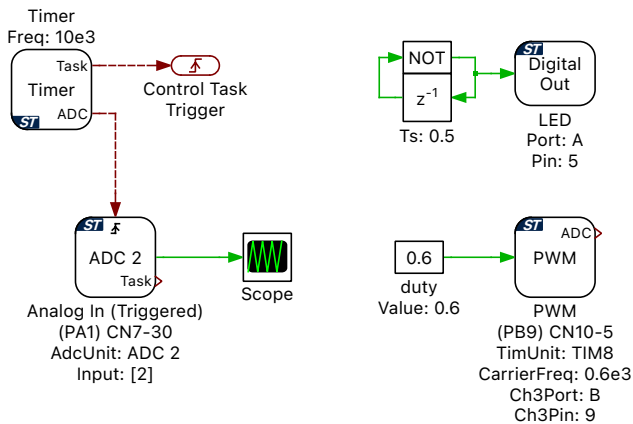 Timer
Freq: 10e3
Task
Timer
ADC
ST
Control Task
Trigger
NOT
z-1
Ts: 0.5
ST
Digital
Out
LED
Port: A
Pin: 5
ST
ADC 2
Task
Analog In (Triggered)
(PA1) CN7-30
AdcUnit: ADC 2
Input: [2]
Scope
0.6
duty
Value: 0.6
ST
ADC
PWM
PWM
(PB9) CN10-5
TimUnit: TIM8
CarrierFreq: 0.6e3
Ch3Port: B
Ch3Pin: 9